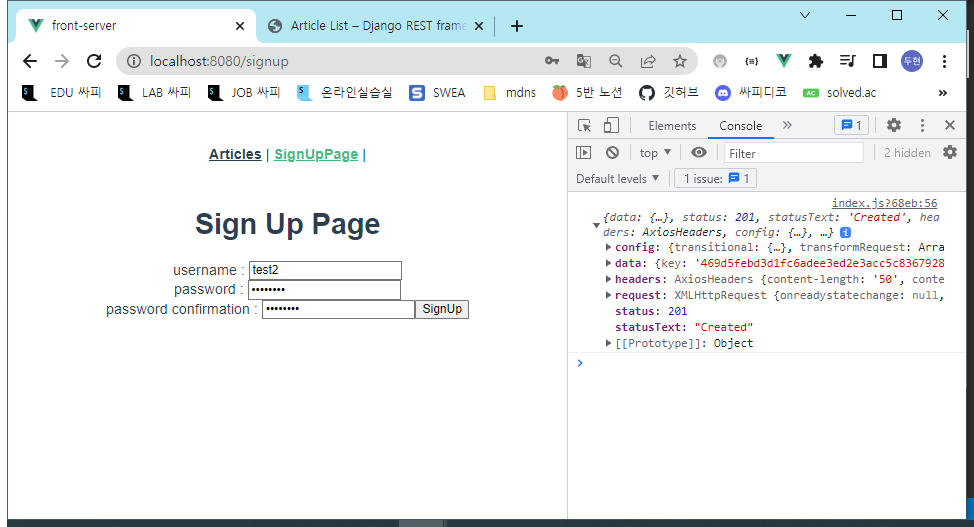 front-server
Article List – Django REST frame
localhost:8080/signup
두현
EDU 싸피
LAB 싸피
JOB 싸피
온라인실습실
SWEA
mdns
5반 노션
깃허브
싸피디코
solved.ac
»
Articles | SignUpPage |
Sign Up Page
username : test2
password : ••••••••
password confirmation : •••••••• SignUp
Elements Console » 1
top ▼ Filter 2 hidden
Default levels ▼ 1 issue: 1
index.js?68eb:56
{data: {…}, status: 201, statusText: 'Created', hea
ders: AxiosHeaders, config: {…}, …} i
▶ config: {transitional: {…}, transformRequest: Arra
▶ data: {key: '469d5febd3d1fc6adee3ed2e3acc5c8367928
▶ headers: AxiosHeaders {content-length: '50', conte
▶ request: XMLHttpRequest {onreadystatechange: null,
status: 201
statusText: "Created"
▶ [[Prototype]]: Object
>